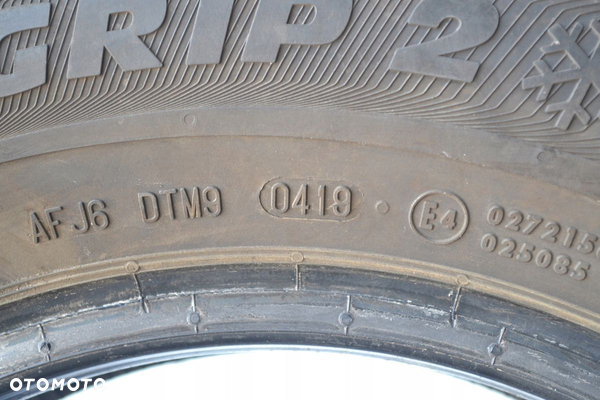 GRIP 2
AFJ6 DTM9 0419 E4 0272156
025085
OTOMOTO